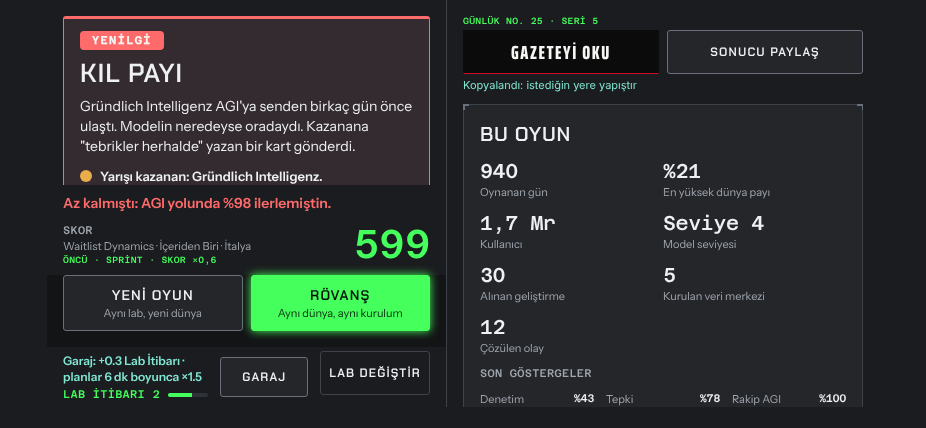 YENİLGİ
KIL PAYI
Gründlich Intelligenz AGI'ya senden birkaç gün önce
ulaştı. Modelin neredeyse oradaydı. Kazanana
"tebrikler herhalde" yazan bir kart gönderdi.
Yarışı kazanan: Gründlich Intelligenz.
Az kalmıştı: AGI yolunda %98 ilerlemiştin.
SKOR
Waitlist Dynamics · İçeriden Biri · İtalya
ÖNCÜ · SPRİNT · SKOR ×0,6
599
YENİ OYUN
Aynı lab, yeni dünya
RÖVANŞ
Aynı dünya, aynı kurulum
Garaj: +0.3 Lab İtibarı ·
planlar 6 dk boyunca ×1.5
LAB İTİBARI 2
GARAJ
LAB DEĞİŞTİR
GÜNLÜK NO. 25 · SERİ 5
GAZETEYİ OKU
SONUCU PAYLAŞ
Kopyalandı: istediğin yere yapıştır
BU OYUN
940
Oynanan gün
%21
En yüksek dünya payı
1,7 Mr
Kullanıcı
Seviye 4
Model seviyesi
30
Alınan geliştirme
5
Kurulan veri merkezi
12
Çözülen olay
SON GÖSTERGELER
Denetim %43 Tepki %78 Rakip AGI %100